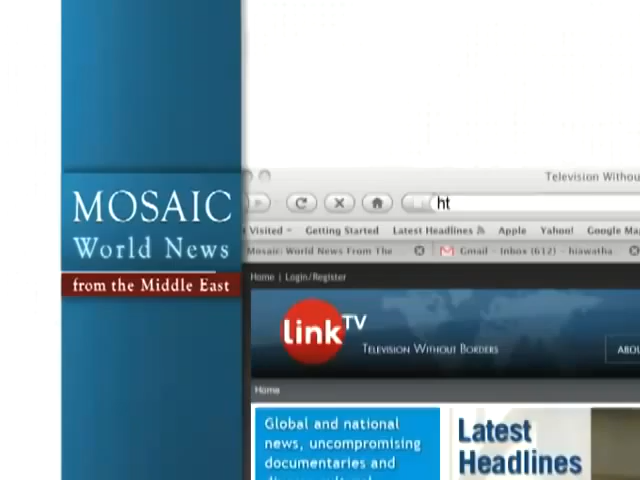 MOSAIC
World News
from the Middle East
Television Withou
ht
Visited
Getting Started
Latest Headlines
Apple
Yahoo!
Google Ma
Mosaic: World News From The
Gmail - Inbox (612) - hiawatha
Home | Login/Register
link TV
TELEVISION WITHOUT BORDERS
ABOU
Home
Global and national
news, uncompromising
documentaries and
Latest
Headlines